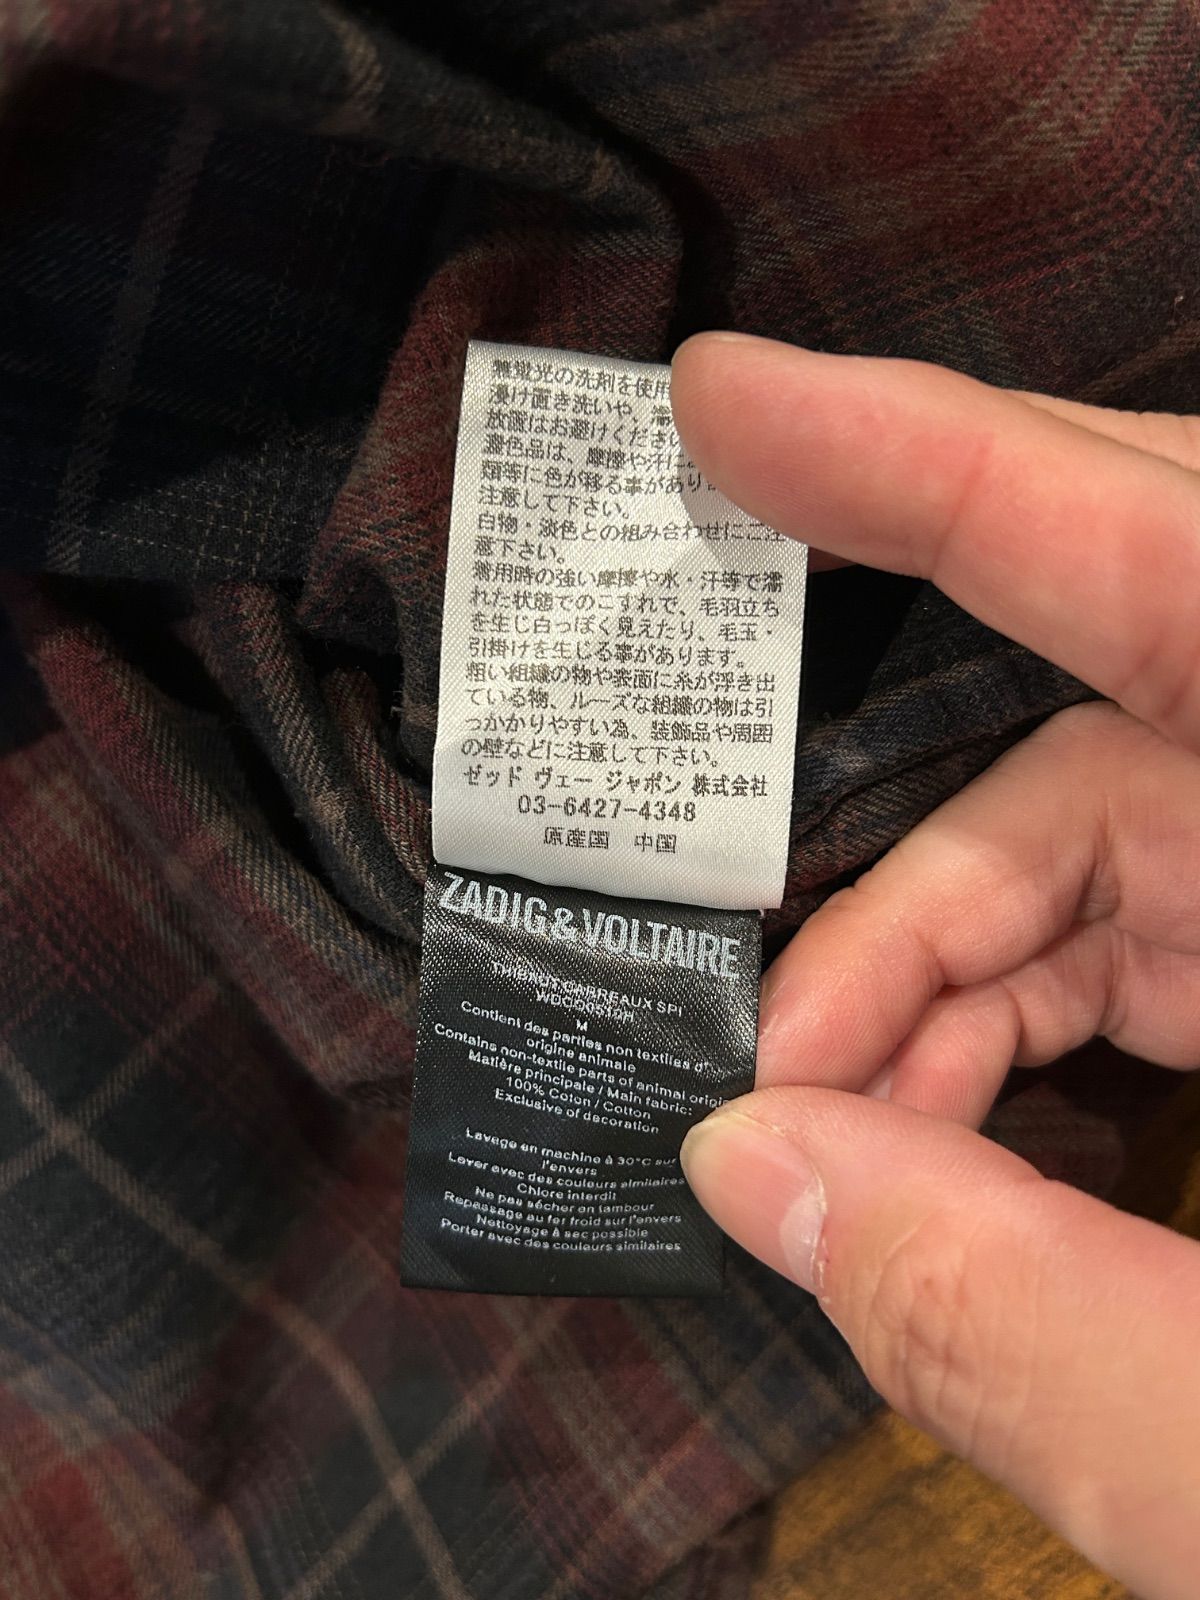 無蛍光の洗剤を使用
浸け置き洗いや、濡
放置はお避けください
濃色品は、摩擦や汗に
類等に色が移る事があり
注意して下さい。
白物・淡色との組み合わせにご注
意下さい。
着用時の強い摩擦や水・汗等で濡
れた状態でのこすれで、毛羽立ち
を生じ白っぽく見えたり、毛玉・
引掛けを生じる事があります。
粗い組織の物や表面に糸が浮き出
ている物、ルーズな組織の物は引
っかかりやすい為、装飾品や周囲
の壁などに注意して下さい。
ゼッド ヴェー ジャポン 株式会社
03-6427-4348
原産国 中国
ZADIG&VOLTAIRE
CARREAUX SPI
M
Contient des parties non textiles d'
origine animale
Contains non-textile parts of animal origin
Matière principale / Main fabric:
100% Coton / Cotton
Exclusive of decoration
Lavage en machine à 30°C sur
l'envers
Laver avec des couleurs similaires
Chlore interdit
Ne pas sécher en tambour
Repassage au fer froid sur l'envers
Nettoyage à sec possible
Porter avec des couleurs similaires